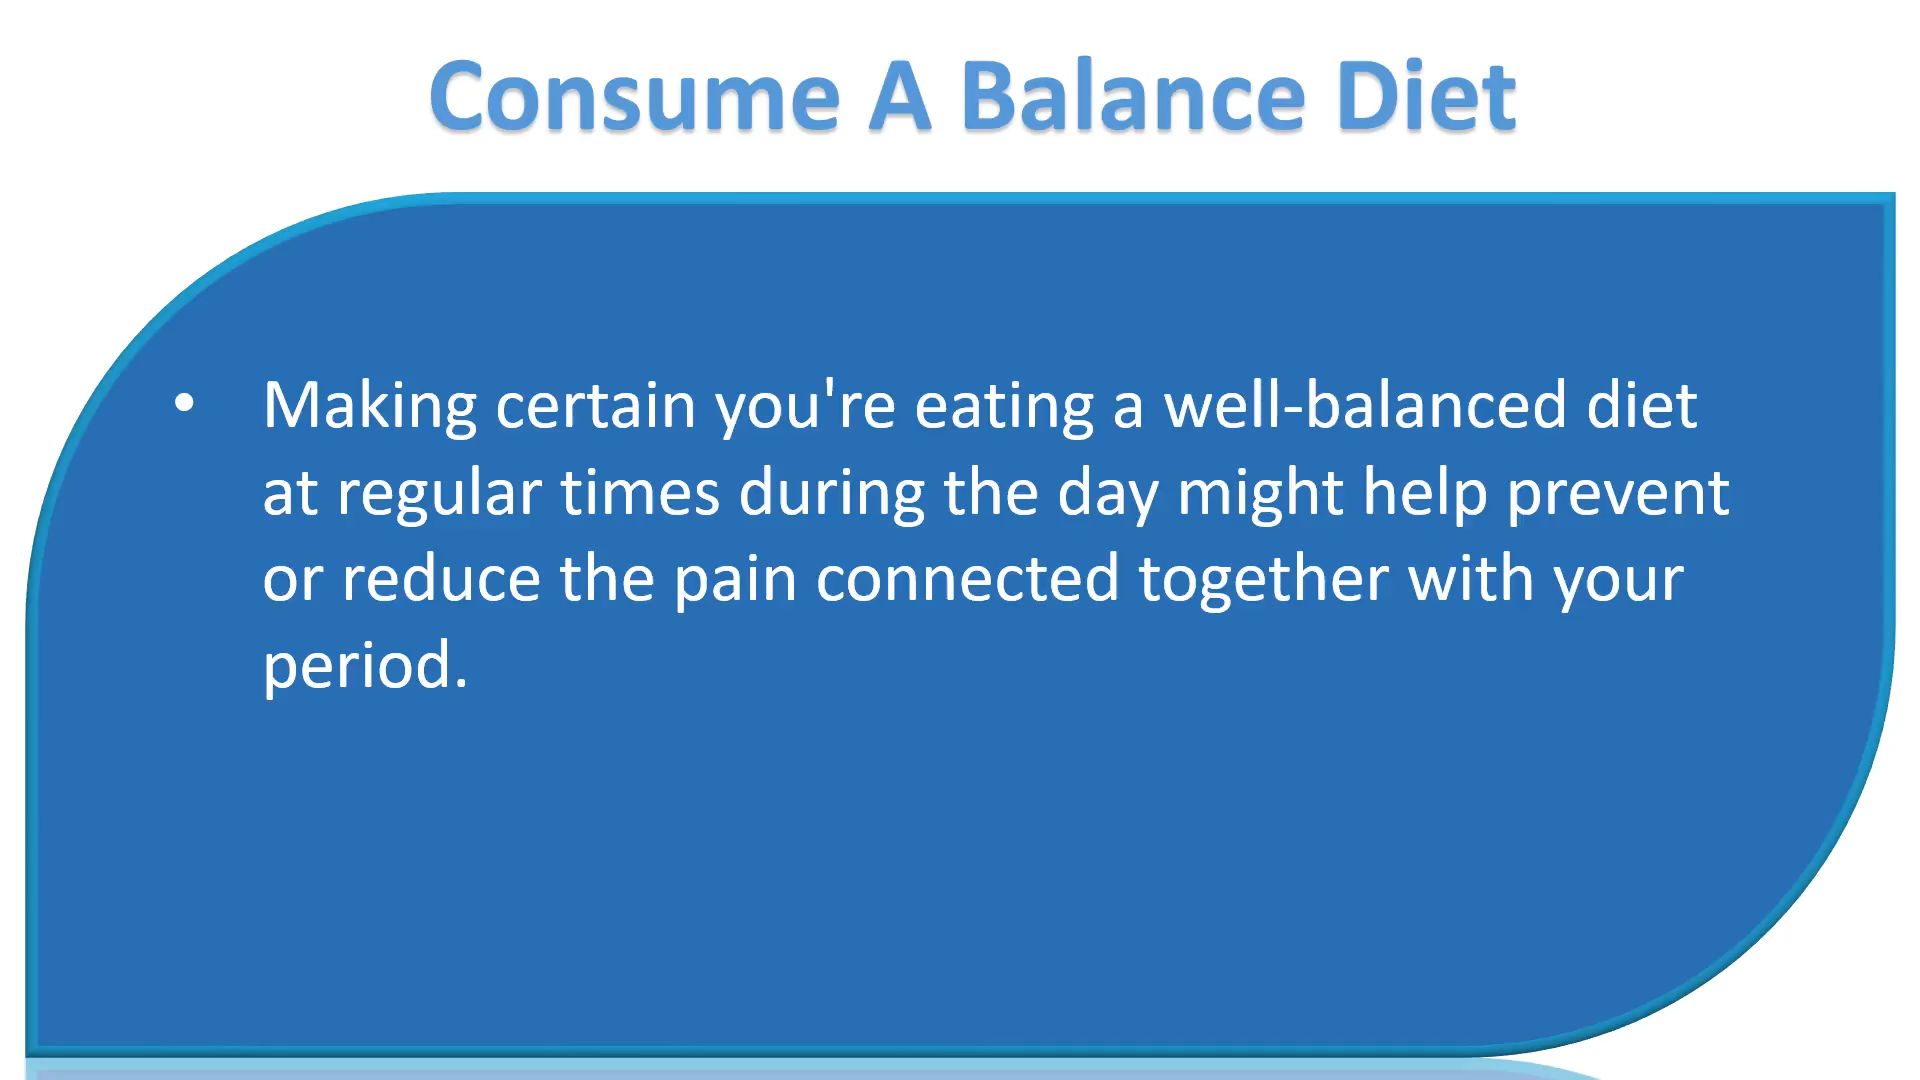 Consume A Balance Diet
• Making certain you're eating a well-balanced diet
at regular times during the day might help prevent
or reduce the pain connected together with your
period.